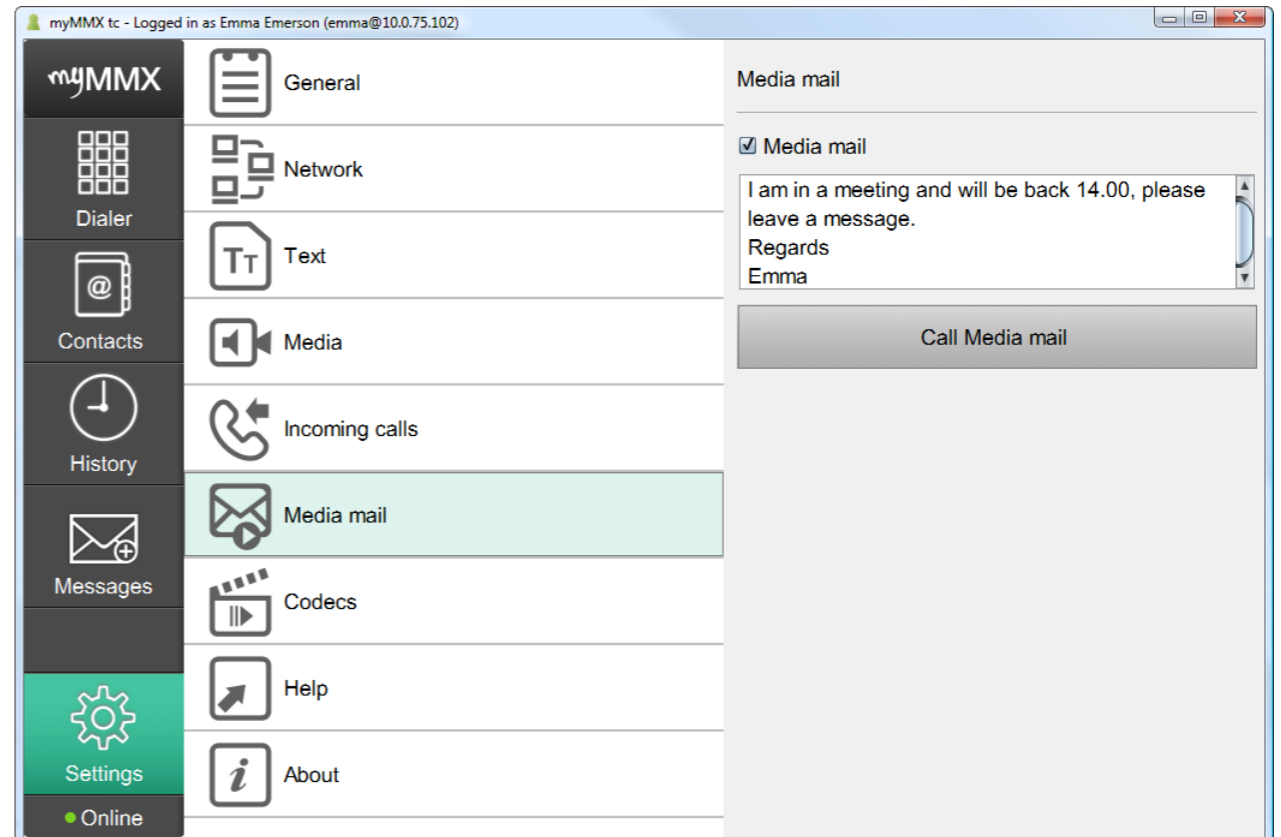 myMMX tc - Logged in as Emma Emerson (emma@10.0.75.102)
myMMX
Dialer
Contacts
History
Messages
Settings
Online
General
Network
Text
Media
Incoming calls
Media mail
Codecs
Help
About
Media mail
Media mail
I am in a meeting and will be back 14.00, please
leave a message.
Regards
Emma
Call Media mail